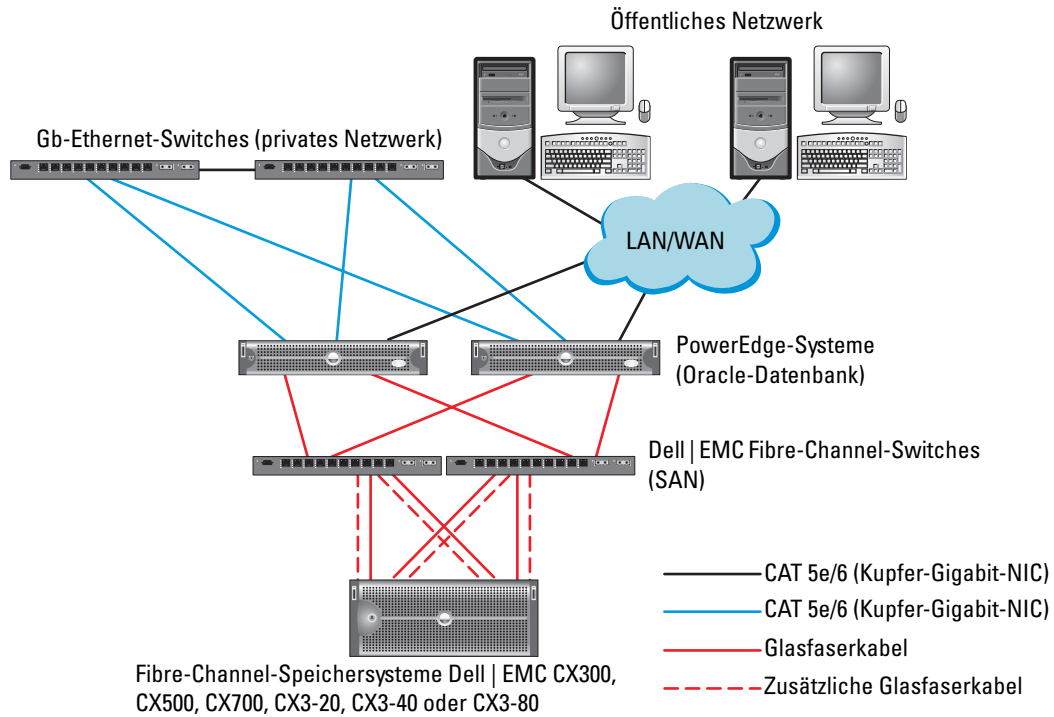 Öffentliches Netzwerk
Gb-Ethernet-Switches (privates Netzwerk)
LAN/WAN
PowerEdge-Systeme
(Oracle-Datenbank)
Dell | EMC Fibre-Channel-Switches
(SAN)
CAT 5e/6 (Kupfer-Gigabit-NIC)
CAT 5e/6 (Kupfer-Gigabit-NIC)
Glasfaserkabel
Zusätzliche Glasfaserkabel
Fibre-Channel-Speichersysteme Dell | EMC CX300,
CX500, CX700, CX3-20, CX3-40 oder CX3-80